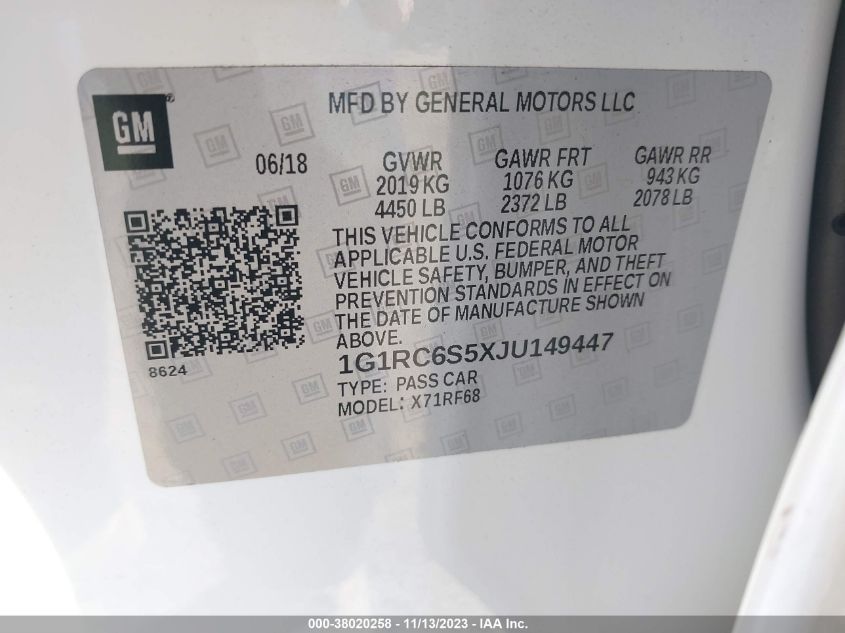 GM®
MFD BY GENERAL MOTORS LLC
06/18
GVWR
2019 KG
4450 LB
GAWR FRT
1076 KG
2372 LB
GAWR RR
943 KG
2078 LB
THIS VEHICLE CONFORMS TO ALL
APPLICABLE U.S. FEDERAL MOTOR
VEHICLE SAFETY, BUMPER, AND THEFT
PREVENTION STANDARDS IN EFFECT ON
THE DATE OF MANUFACTURE SHOWN
ABOVE.
8624
1G1RC6S5XJU149447
TYPE: PASS CAR
MODEL: X71RF68
000-38020258 - 11/13/2023 - IAA Inc.